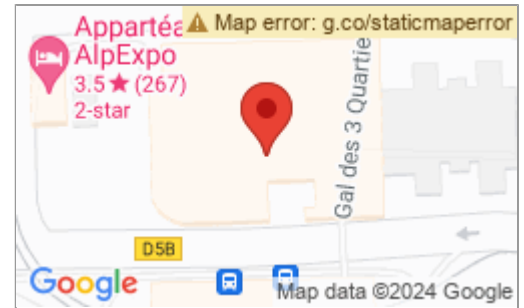 Appartéa
AlpExpo
3.5★ (267)
2-star
⚠ Map error: g.co/staticmaperror
Gal des 3 Quartie
D5B
Google
Map data ©2024 Google